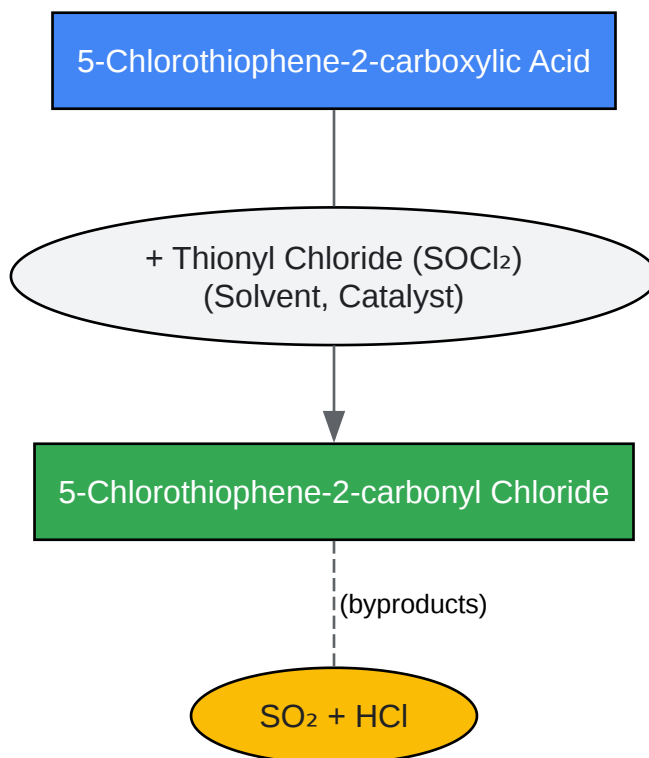 5-Chlorothiophene-2-carboxylic Acid
+ Thionyl Chloride (SOCl₂)
(Solvent, Catalyst)
5-Chlorothiophene-2-carbonyl Chloride
(byproducts)
SO₂ + HCl